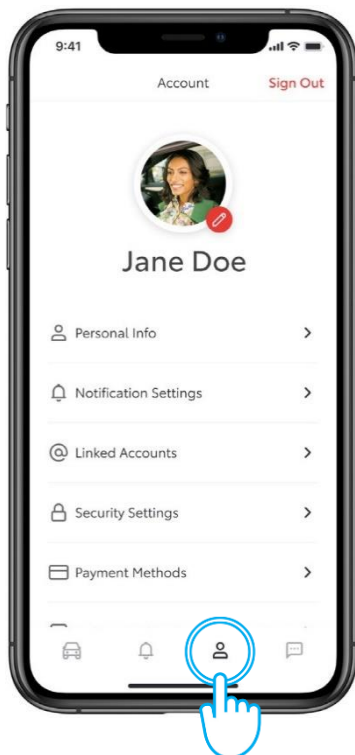 9:41
Account Sign Out
Jane Doe
Personal Info
Notification Settings
Linked Accounts
Security Settings
Payment Methods